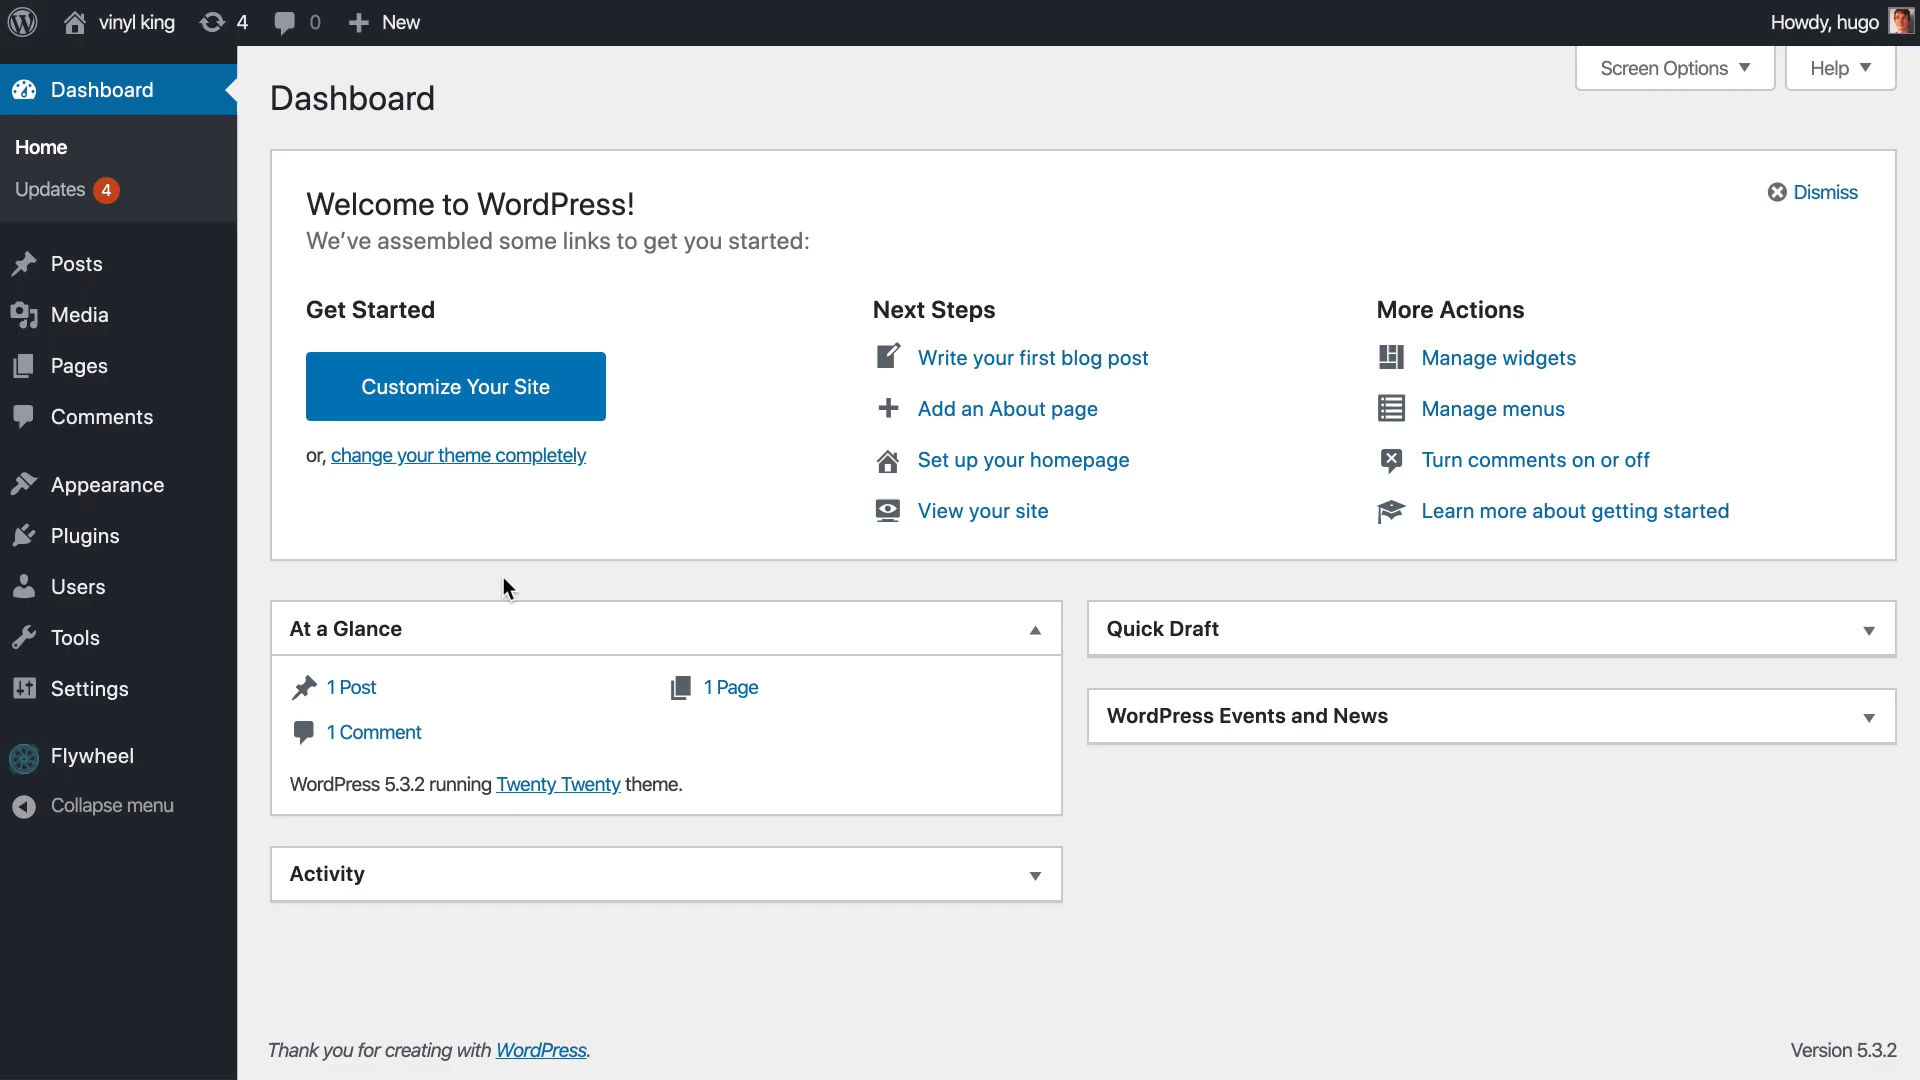 vinyl king 4 0 New Howdy, hugo
Screen Options Help
Dashboard
Home
Updates 4
Posts
Media
Pages
Comments
Appearance
Plugins
Users
Tools
Settings
Flywheel
Collapse menu
Dashboard
Welcome to WordPress!
Dismiss
We've assembled some links to get you started:
Get Started
Customize Your Site
or, change your theme completely
Next Steps
Write your first blog post
Add an About page
Set up your homepage
View your site
More Actions
Manage widgets
Manage menus
Turn comments on or off
Learn more about getting started
At a Glance
1 Post
1 Page
1 Comment
WordPress 5.3.2 running Twenty Twenty theme.
Activity
Quick Draft
WordPress Events and News
Thank you for creating with WordPress.
Version 5.3.2